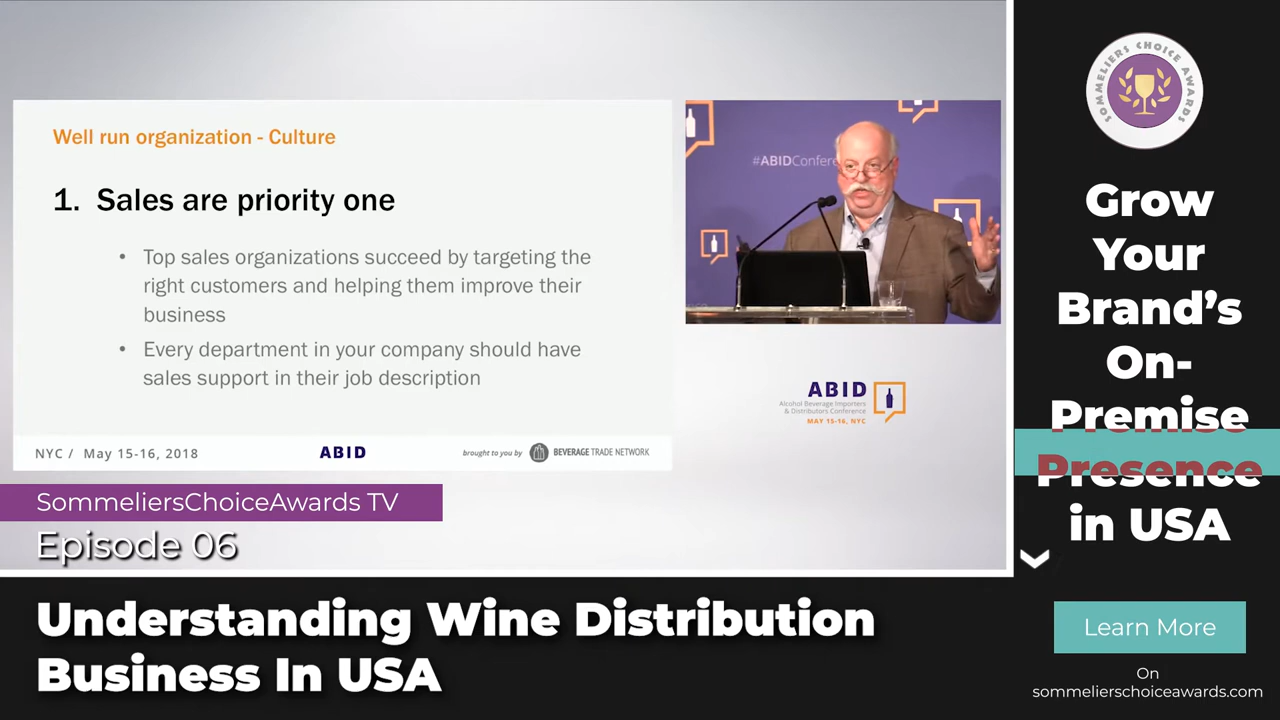 Well run organization - Culture
1. Sales are priority one
• Top sales organizations succeed by targeting the
right customers and helping them improve their
business
• Every department in your company should have
sales support in their job description
NYC / May 15-16, 2018
ABID
brought to you by
BEVERAGE TRADE NETWORK
#ABIDConfere
ABID
Alcohol Beverage Importers
& Distributors Conference
MAY 15-16, NYC
SommeliersChoiceAwards TV
Episode 06
Understanding Wine Distribution
Business In USA
SOMMELIERS CHOICE AWARDS
Grow
Your
Brand’s
On-
Premise
Presence
in USA
Learn More
On
sommelierschoiceawards.com